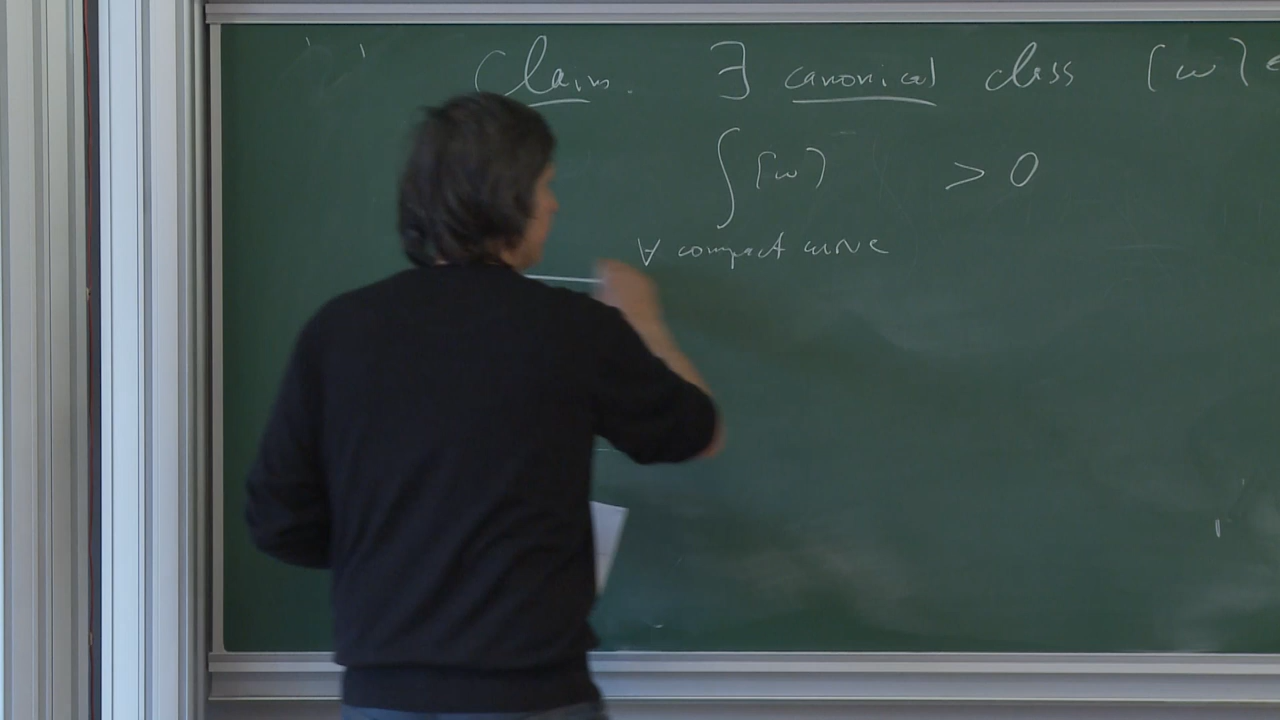 Claim. ∃ canonical class [ω] ∈
∫ [ω] > 0
∀ compact curve